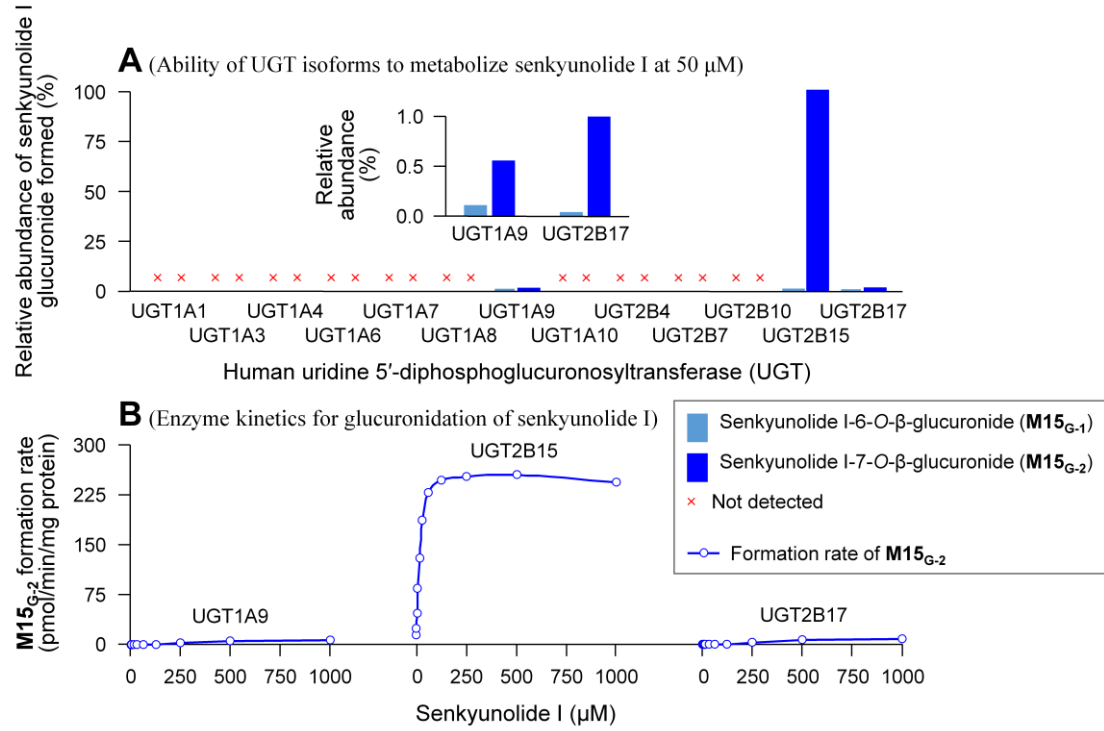 A (Ability of UGT isoforms to metabolize senkyunolide I at 50 μM)
Relative abundance of senkyunolide I
glucuronide formed (%)
100
75
50
25
0
Relative
abundance
(%)
1.0
0.5
0.0
UGT1A9 UGT2B17
× × × × × × × × × × × × × × × × × × × ×
UGT1A1 UGT1A4 UGT1A7 UGT1A9 UGT2B4 UGT2B10 UGT2B17
UGT1A3 UGT1A6 UGT1A8 UGT1A10 UGT2B7 UGT2B15
Human uridine 5′-diphosphoglucuronosyltransferase (UGT)
B (Enzyme kinetics for glucuronidation of senkyunolide I)
M15G-2 formation rate
(pmol/min/mg protein)
300
225
150
75
0
UGT1A9
UGT2B15
UGT2B17
0 250 500 750 1000 0 250 500 750 1000 0 250 500 750 1000
Senkyunolide I (μM)
Senkyunolide I-6-O-β-glucuronide (M15G-1)
Senkyunolide I-7-O-β-glucuronide (M15G-2)
× Not detected
Formation rate of M15G-2